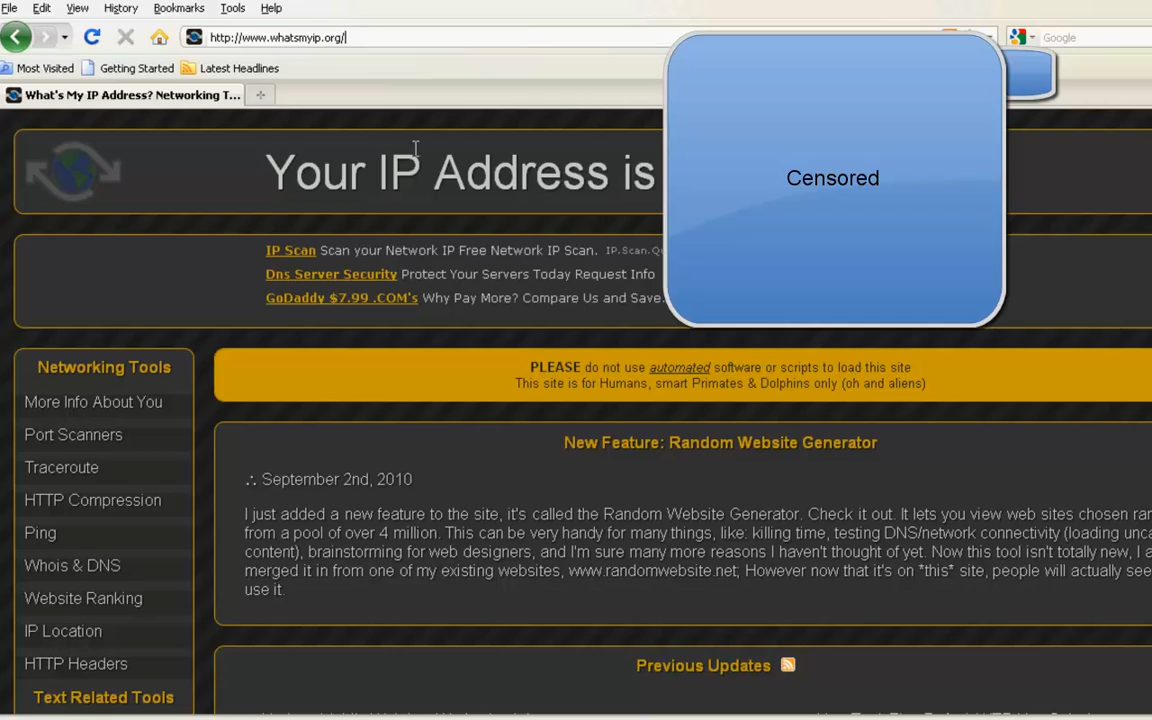 File Edit View History Bookmarks Tools Help
http://www.whatsmyip.org/
Google
Most Visited Getting Started Latest Headlines
What's My IP Address? Networking T...
Your IP Address is
Censored
IP Scan Scan your Network IP Free Network IP Scan. IP.Scan.
Dns Server Security Protect Your Servers Today Request Info
GoDaddy $7.99 .COM's Why Pay More? Compare Us and Save.
Networking Tools
More Info About You
Port Scanners
Traceroute
HTTP Compression
Ping
Whois & DNS
Website Ranking
IP Location
HTTP Headers
Text Related Tools
PLEASE do not use automated software or scripts to load this site
This site is for Humans, smart Primates & Dolphins only (oh and aliens)
New Feature: Random Website Generator
∴ September 2nd, 2010
I just added a new feature to the site, it's called the Random Website Generator. Check it out. It lets you view web sites chosen
from a pool of over 4 million. This can be very handy for many things, like: killing time, testing DNS/network connectivity (loading
content), brainstorming for web designers, and I'm sure many more reasons I haven't thought of yet. Now this tool isn't totally new, I
merged it in from one of my existing websites, www.randomwebsite.net; However now that it's on *this* site, people will actually see
use it.
Previous Updates